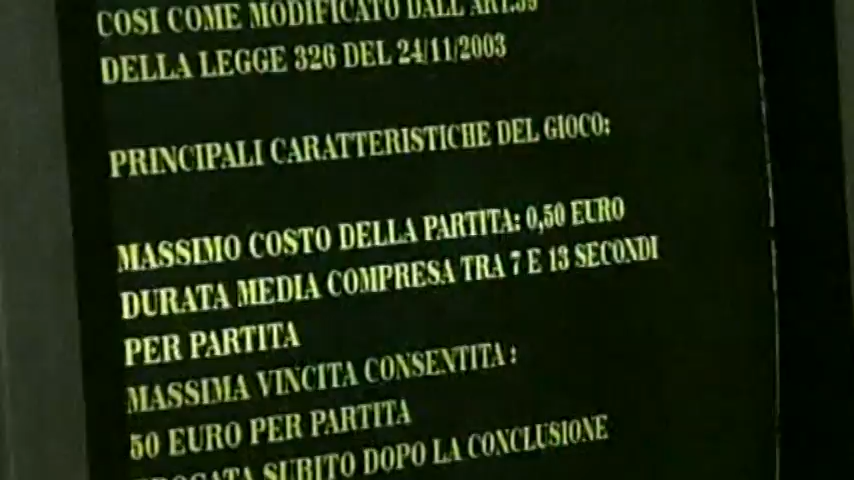 COSI COME MODIFICATO DALL'ART.39
DELLA LEGGE 326 DEL 24/11/2003
PRINCIPALI CARATTERISTICHE DEL GIOCO:
MASSIMO COSTO DELLA PARTITA: 0,50 EURO
DURATA MEDIA COMPRESA TRA 7 E 13 SECONDI
PER PARTITA
MASSIMA VINCITA CONSENTITA :
50 EURO PER PARTITA
SUBITO DOPO LA CONCLUSIONE